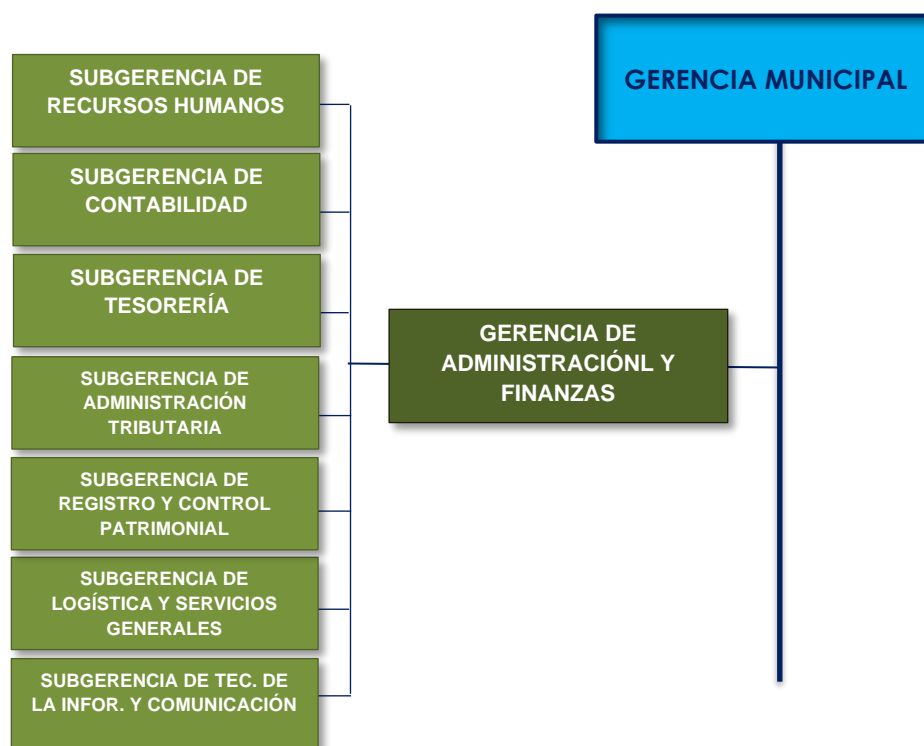 GERENCIA MUNICIPAL
SUBGERENCIA DE
RECURSOS HUMANOS
SUBGERENCIA DE
CONTABILIDAD
SUBGERENCIA DE
TESORERÍA
GERENCIA DE
ADMINISTRACIÓNL Y
FINANZAS
SUBGERENCIA DE
ADMINISTRACIÓN
TRIBUTARIA
SUBGERENCIA DE
REGISTRO Y CONTROL
PATRIMONIAL
SUBGERENCIA DE
LOGÍSTICA Y SERVICIOS
GENERALES
SUBGERENCIA DE TEC. DE
LA INFOR. Y COMUNICACIÓN